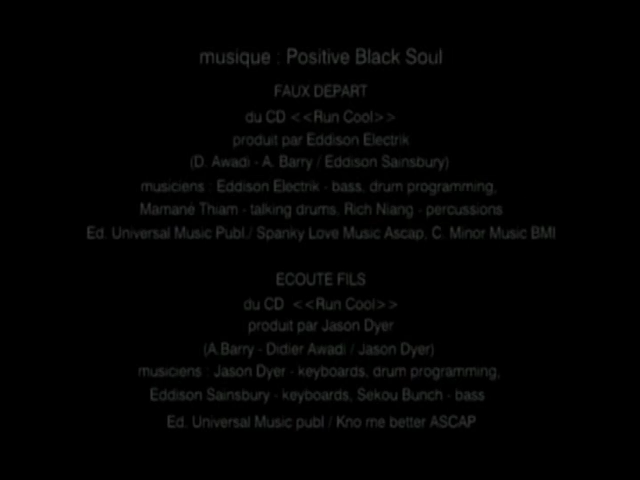 musique : Positive Black Soul
FAUX DEPART
du CD <<Run Cool>>
produit par Eddison Electrik
(D. Awadi - A. Barry / Eddison Sainsbury)
musiciens : Eddison Electrik - bass, drum programming,
Mamané Thiam - talking drums, Rich Niang - percussions
Ed. Universal Music Publ./ Spanky Love Music Ascap, C. Minor Music BMI
ECOUTE FILS
du CD <<Run Cool>>
produit par Jason Dyer
(A.Barry - Didier Awadi / Jason Dyer)
musiciens : Jason Dyer - keyboards, drum programming,
Eddison Sainsbury - keyboards, Sekou Bunch - bass
Ed. Universal Music publ / Kno me better ASCAP